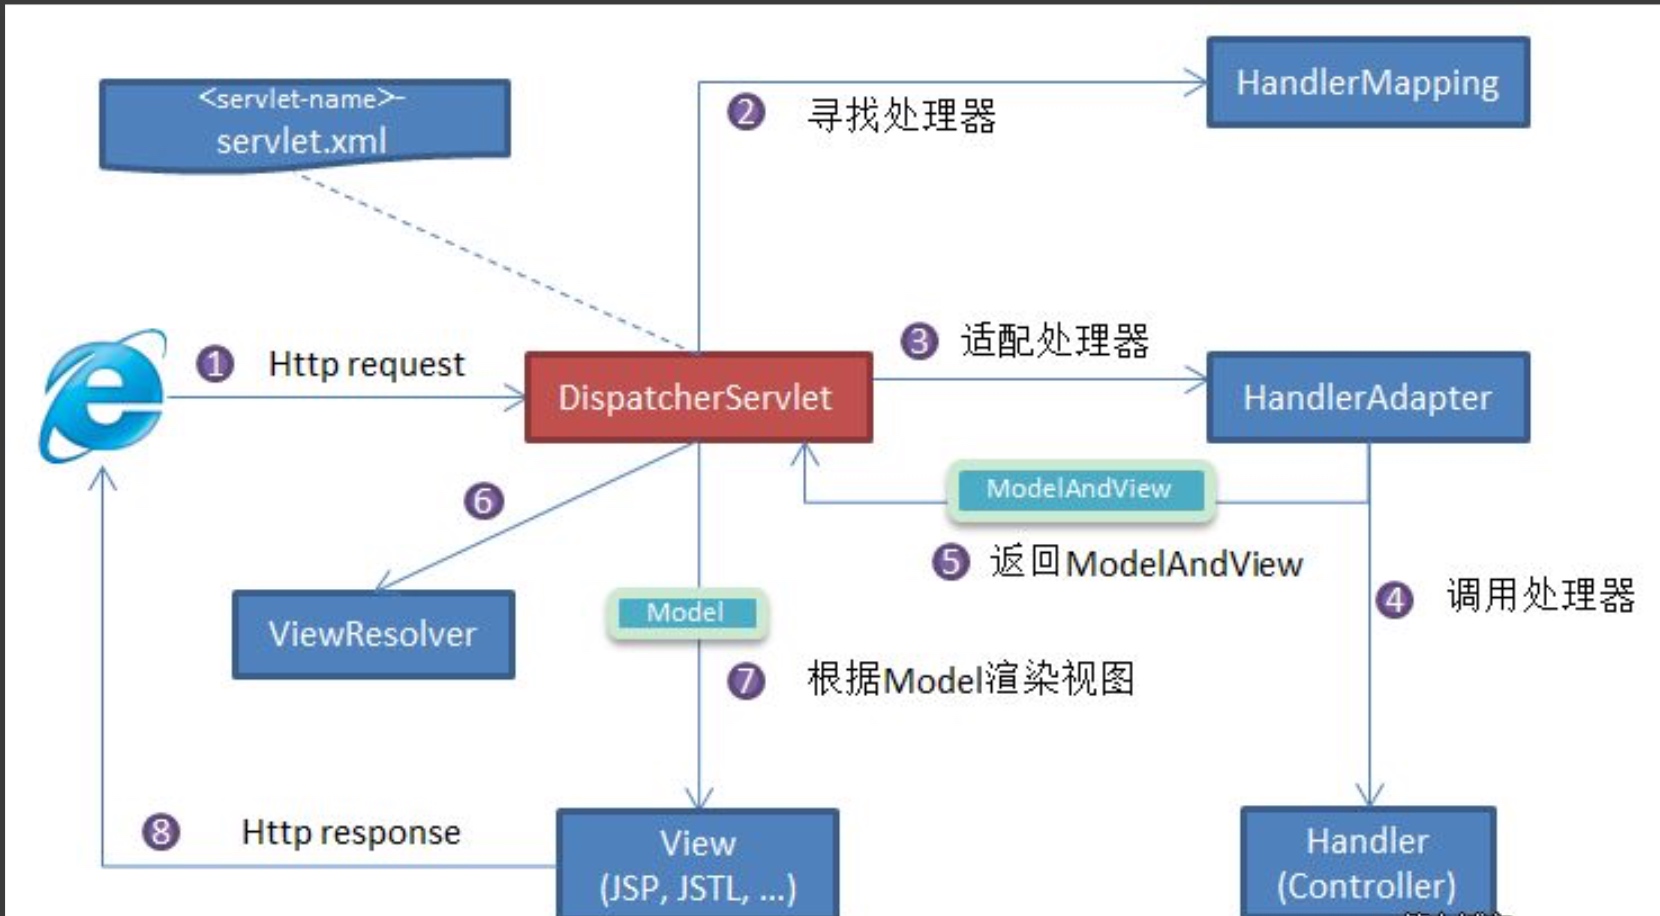 <servlet-name>-
servlet.xml
2 寻找处理器
HandlerMapping
1 Http request
DispatcherServlet
3 适配处理器
HandlerAdapter
ModelAndView
5 返回ModelAndView
4 调用处理器
6
ViewResolver
Model
7 根据Model渲染视图
8 Http response
View
(JSP, JSTL, ...)
Handler
(Controller)